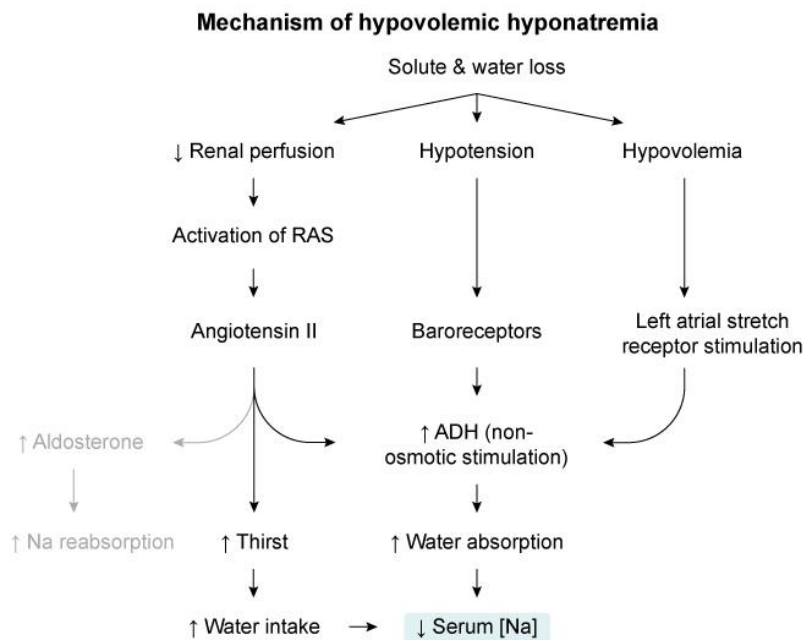 Mechanism of hypovolemic hyponatremia
Solute & water loss
↓ Renal perfusion
Hypotension
Hypovolemia
Activation of RAS
Angiotensin II
Baroreceptors
Left atrial stretch
receptor stimulation
↑ Aldosterone
↑ ADH (non-
osmotic stimulation)
↑ Na reabsorption
↑ Thirst
↑ Water absorption
↑ Water intake
↓ Serum [Na]